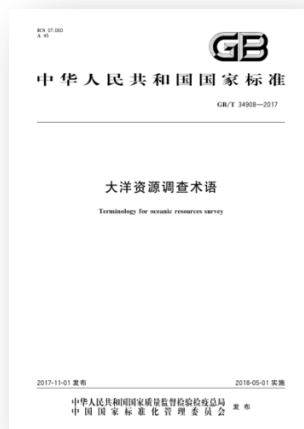 ICS 07.060
A 45
GB
中华人民共和国国家标准
GB/T 34908—2017
大洋资源调查术语
Terminology for oceanic resources survey
2017-11-01 发布
2018-05-01 实施
中华人民共和国国家质量监督检验检疫总局
中国国家标准化管理委员会
发布